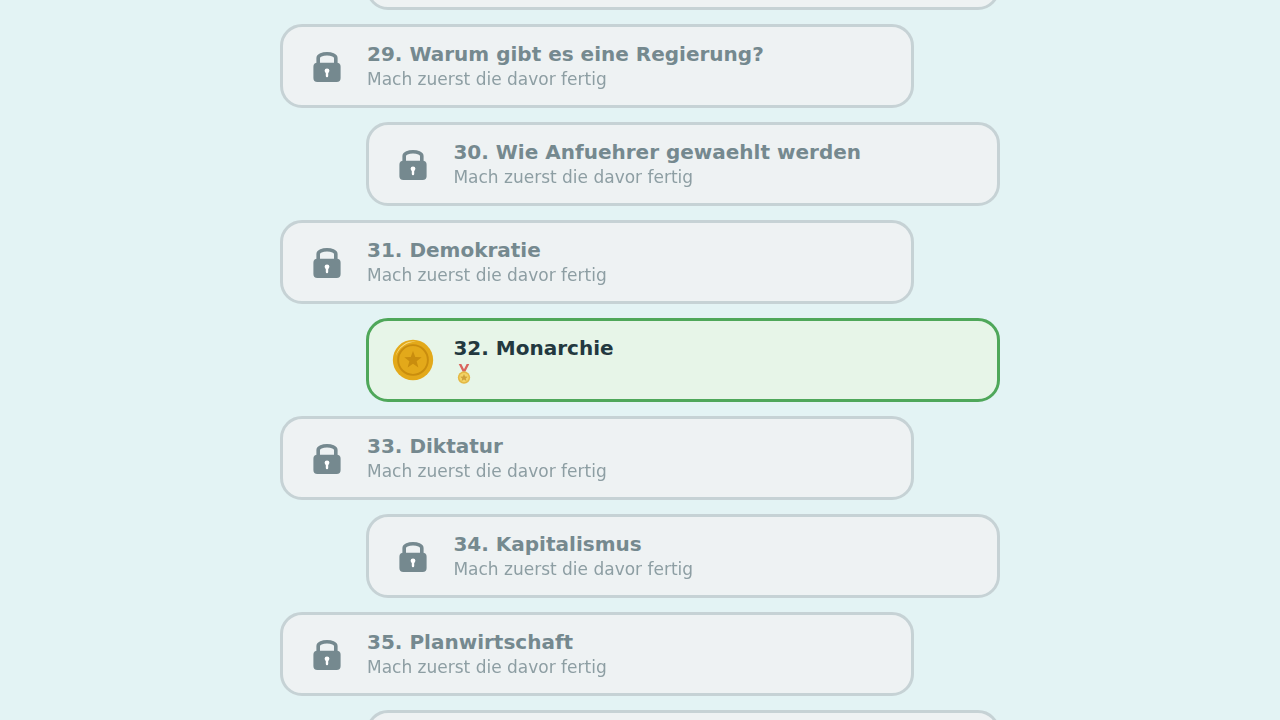 29. Warum gibt es eine Regierung?
Mach zuerst die davor fertig
30. Wie Anfuehrer gewaehlt werden
Mach zuerst die davor fertig
31. Demokratie
Mach zuerst die davor fertig
32. Monarchie
33. Diktatur
Mach zuerst die davor fertig
34. Kapitalismus
Mach zuerst die davor fertig
35. Planwirtschaft
Mach zuerst die davor fertig